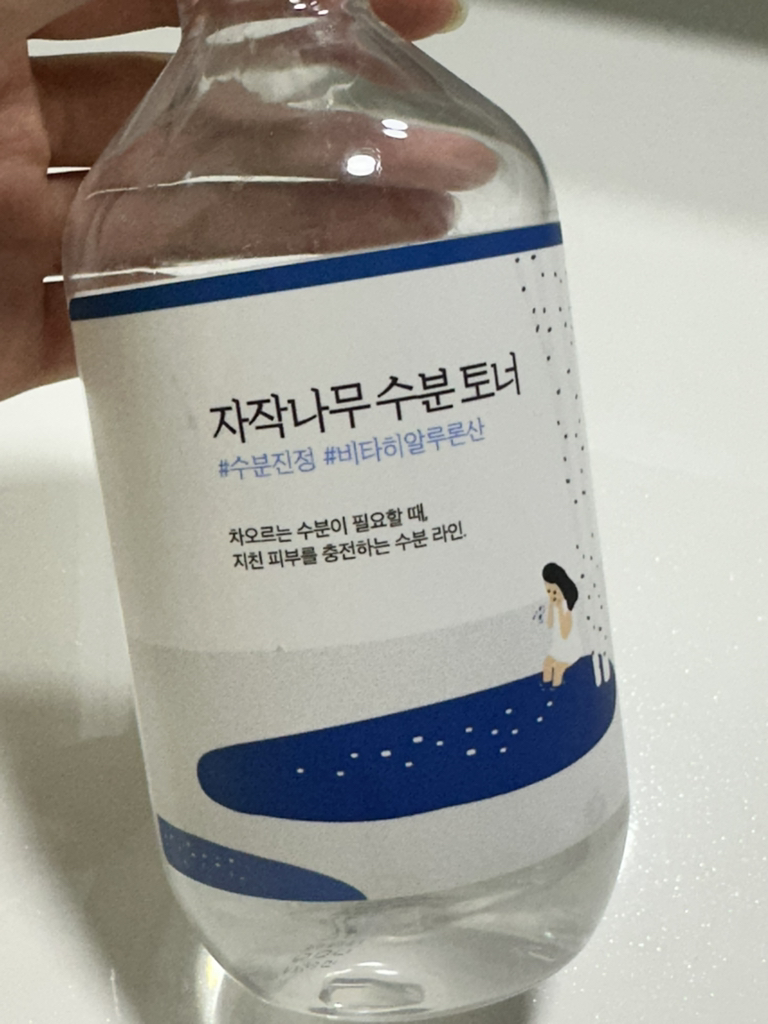 자작나무 수분 토너
#수분진정 #비타히알루론산
차오르는 수분이 필요할 때,
지친 피부를 충전하는 수분 라인.